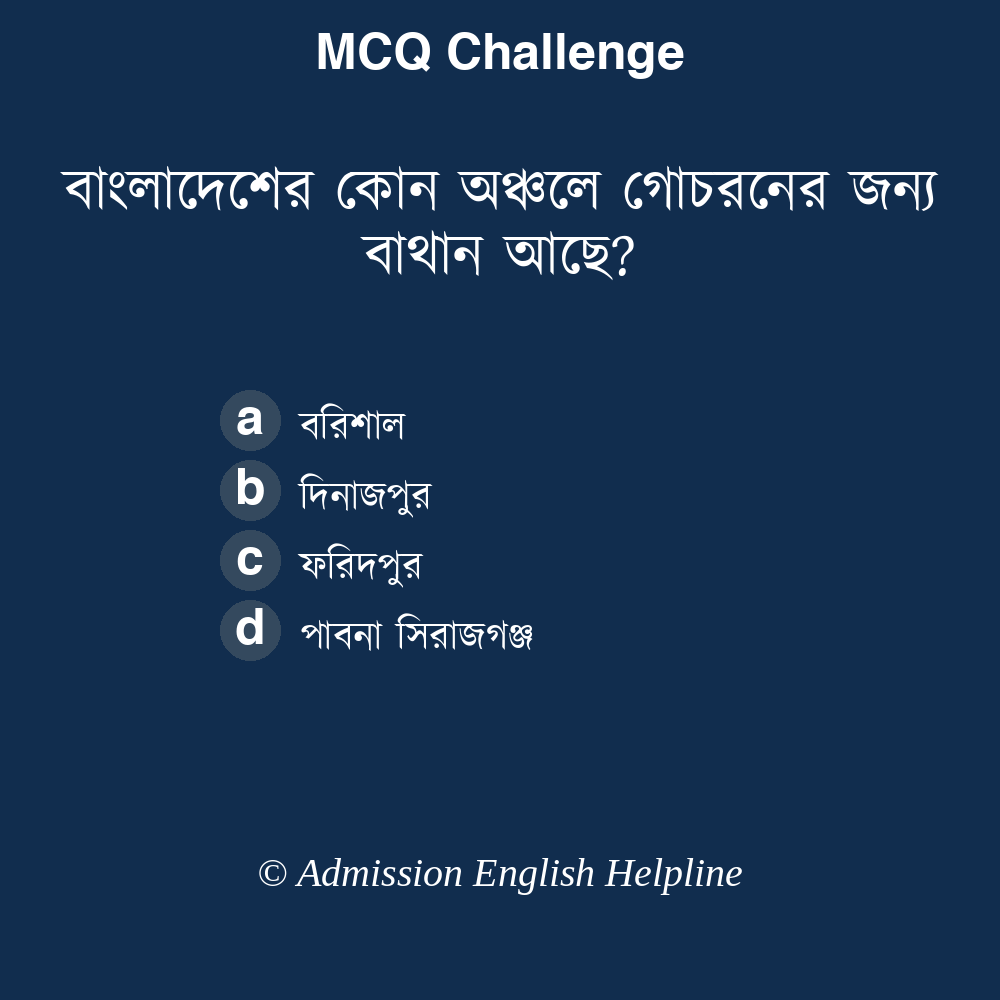 MCQ Challenge
বাংলাদেশের কোন অঞ্চলে গোচরনের জন্য
বাথান আছে?
a বরিশাল
b দিনাজপুর
c ফরিদপুর
d পাবনা সিরাজগঞ্জ
© Admission English Helpline